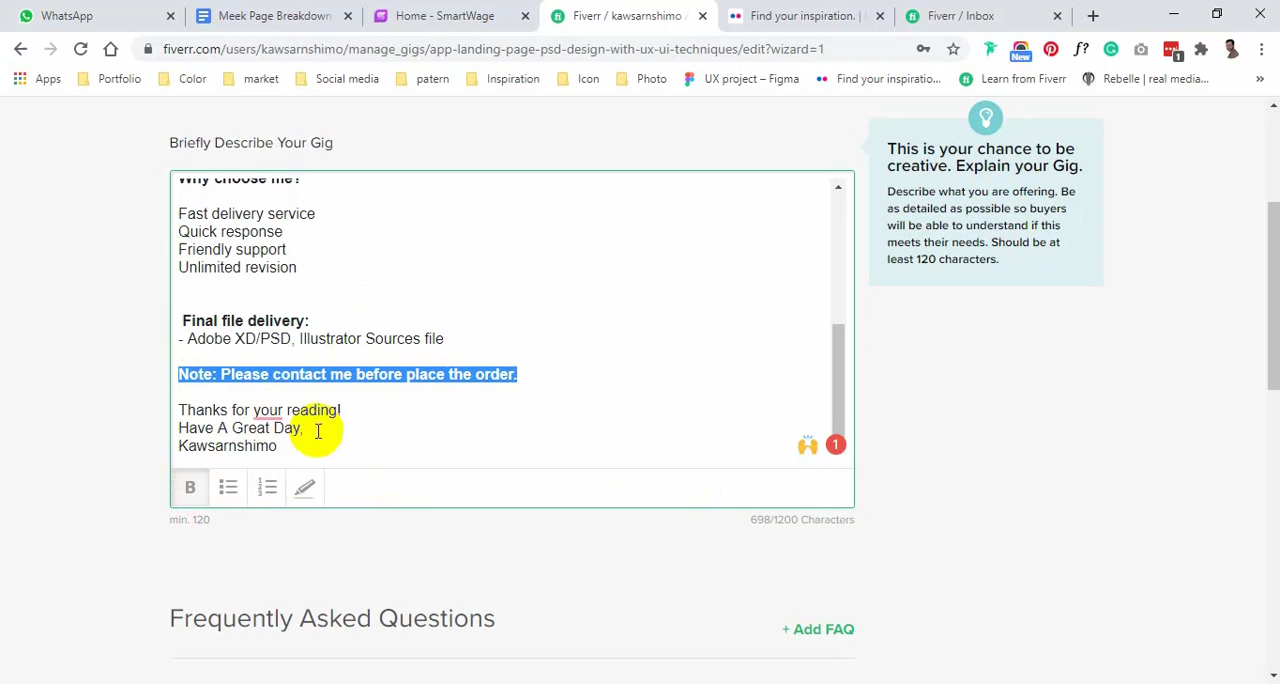 WhatsApp
Meek Page Breakdown
Home - SmartWage
Fiverr / kawsarnshimo
Find your inspiration. |
Fiverr / Inbox
fiverr.com/users/kawsarnshimo/manage_gigs/app-landing-page-psd-design-with-ux-ui-techniques/edit?wizard=1
New
1
Apps
Portfolio
Color
market
Social media
patern
Inspiration
Icon
Photo
UX project – Figma
Find your inspiratio...
Learn from Fiverr
Rebelle | real media...
»
Briefly Describe Your Gig
Why choose me?
Fast delivery service
Quick response
Friendly support
Unlimited revision
Final file delivery:
- Adobe XD/PSD, Illustrator Sources file
Note: Please contact me before place the order.
Thanks for your reading!
Have A Great Day,
Kawsarnshimo
1
B
min. 120
698/1200 Characters
This is your chance to be
creative. Explain your Gig.
Describe what you are offering. Be
as detailed as possible so buyers
will be able to understand if this
meets their needs. Should be at
least 120 characters.
Frequently Asked Questions
+ Add FAQ